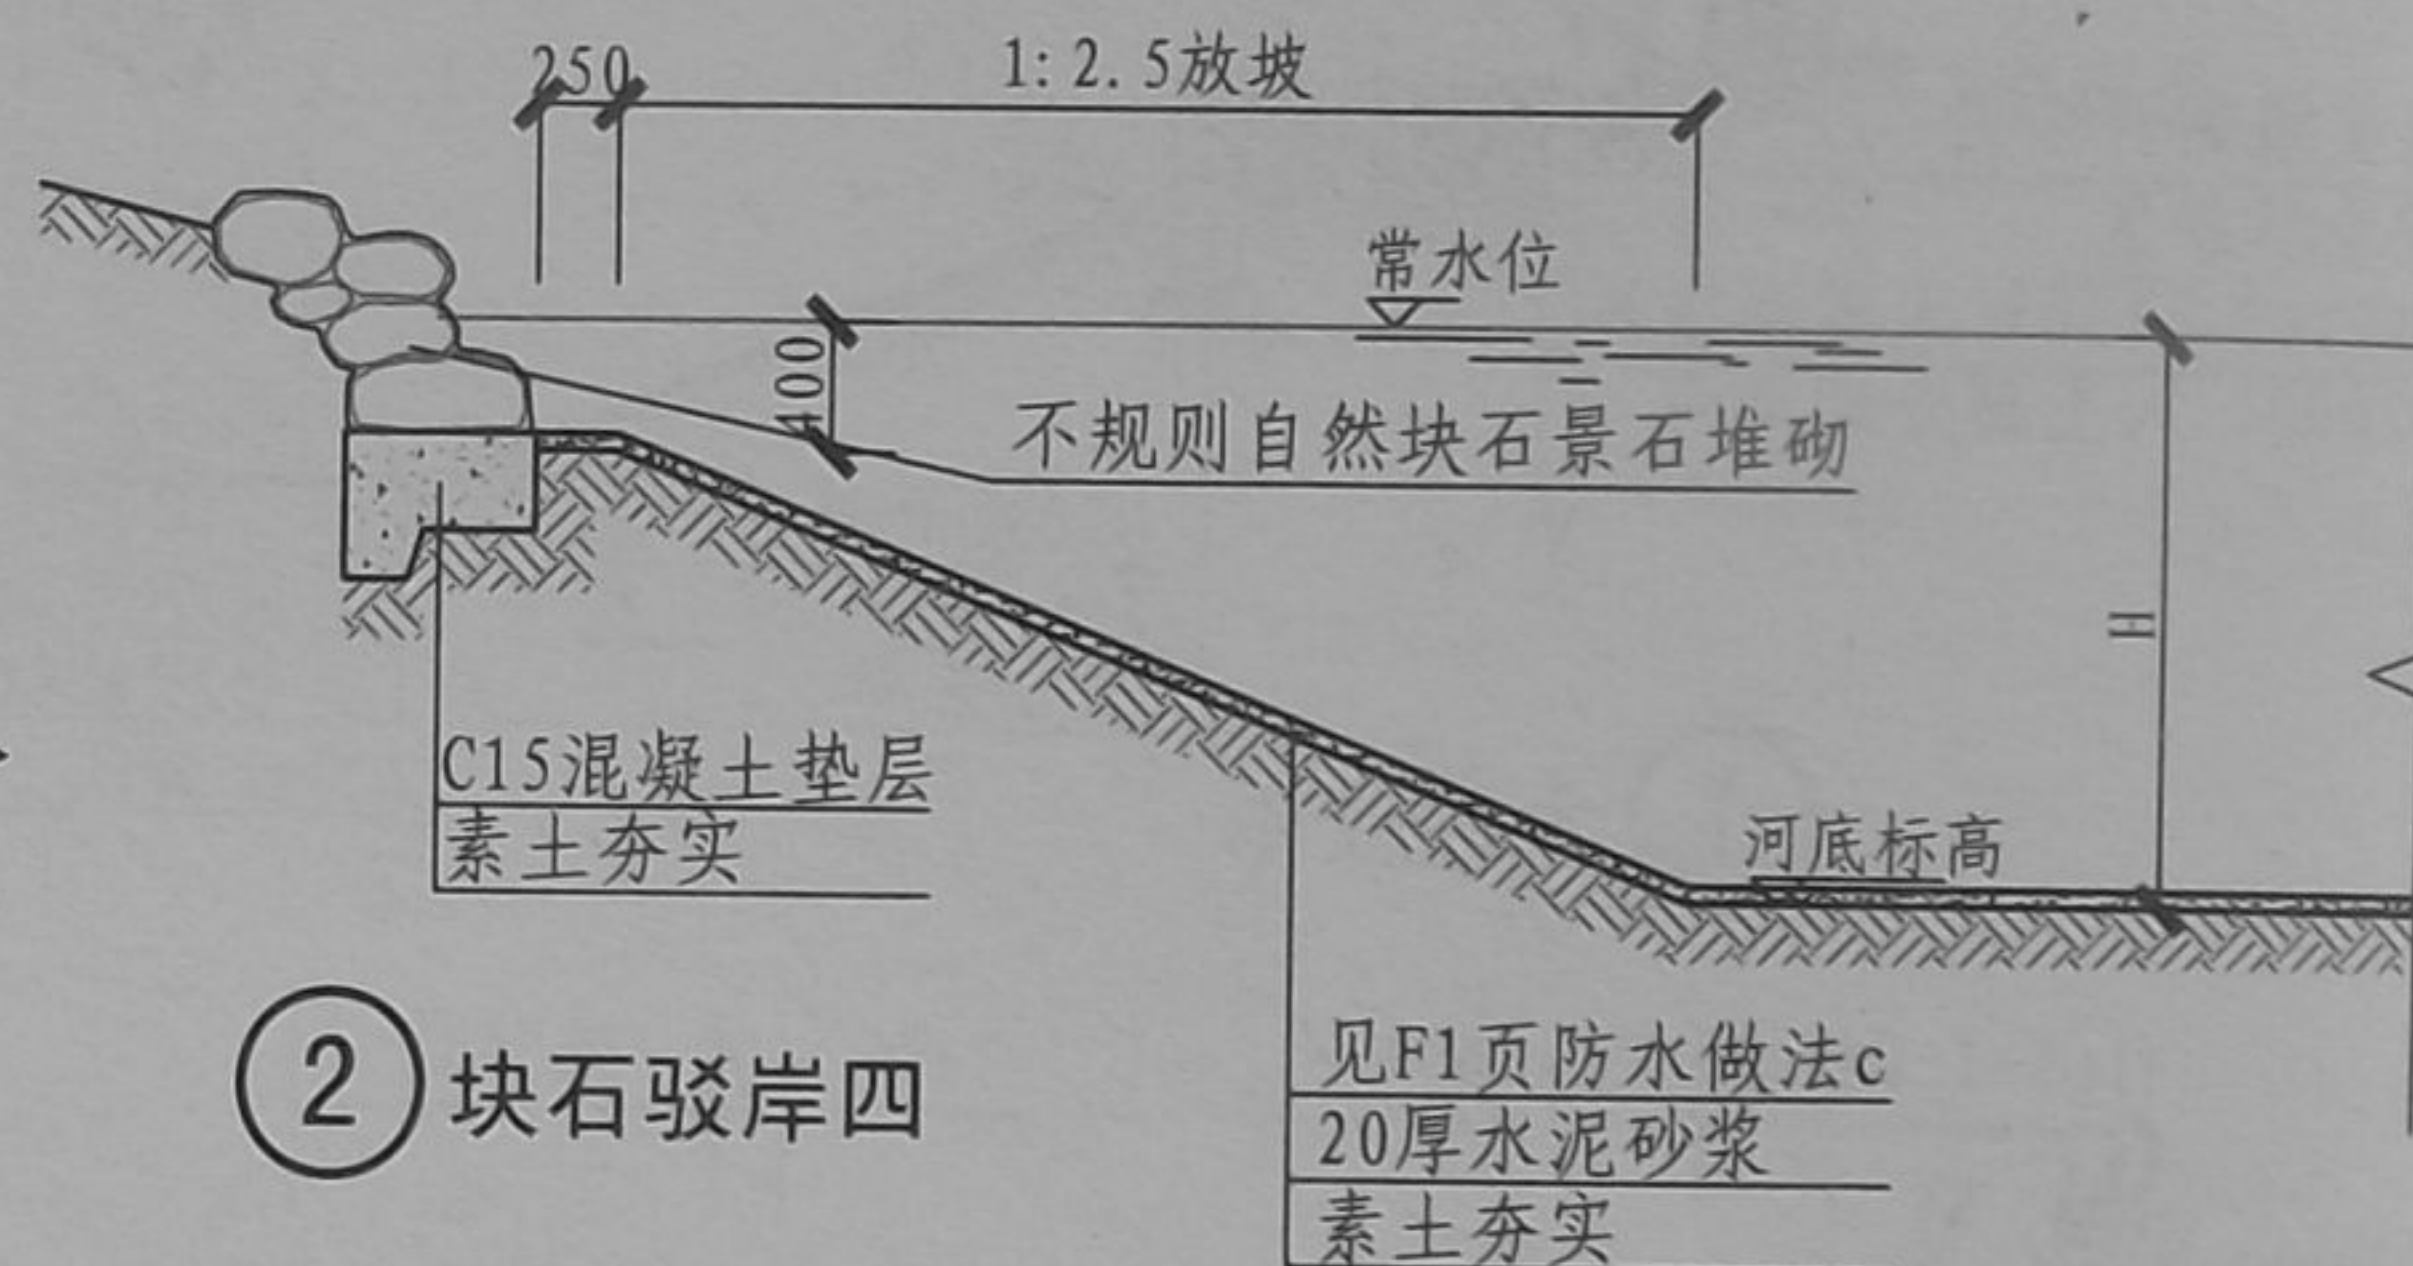 250
1:2.5放坡
常水位
400
不规则自然块石景石堆砌
H
C15混凝土垫层
素土夯实
河底标高
2 块石驳岸四
见F1页防水做法c
20厚水泥砂浆
素土夯实